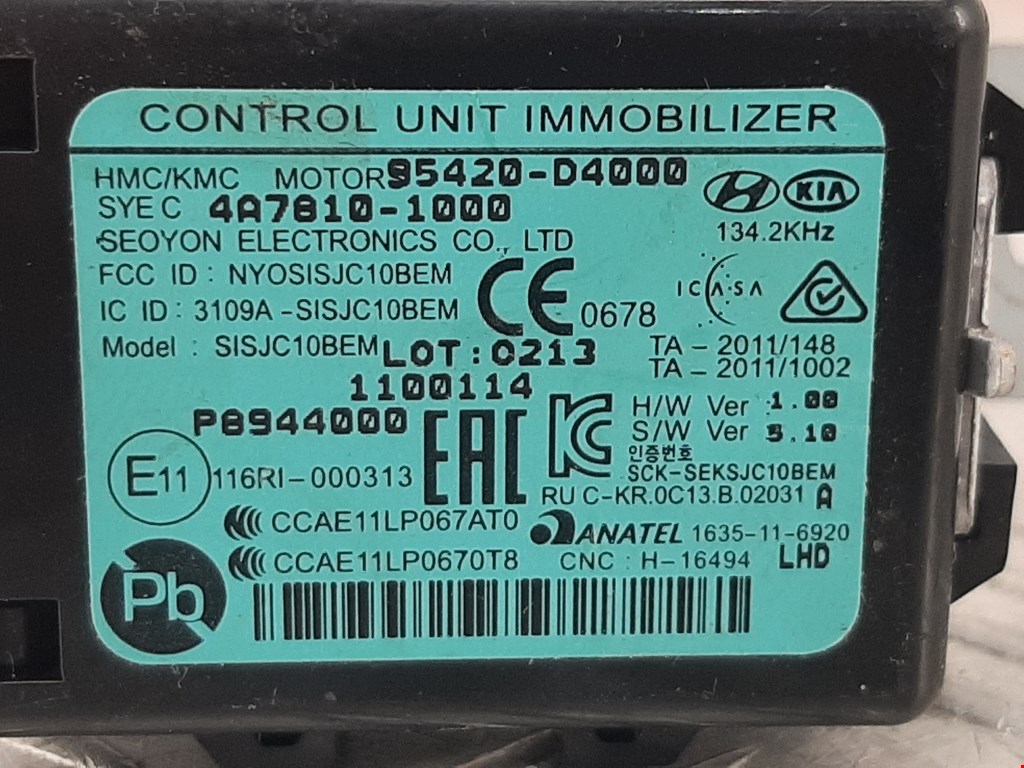 CONTROL UNIT IMMOBILIZER
HMC/KMC MOTOR 95420-D4000
SYE C 4A7810-1000
KIA
134.2KHz
SEOYON ELECTRONICS CO., LTD
FCC ID : NYOSISJC10BEM
IC ID : 3109A -SISJC10BEM
CE 0678
ICASA
Model : SISJC10BEM LOT:0213
TA - 2011/148
TA - 2011/1002
1100114
P8944000
EAC
KC
H/W Ver :1.00
S/W Ver 5.10
인증번호
SCK-SEKSJC10BEM
E11 116RI-000313
RU C-KR.0C13.B.02031 A
CCAE11LP067AT0
ANATEL 1635-11-6920
CCAE11LP0670T8
CNC : H-16494 LHD
Pb